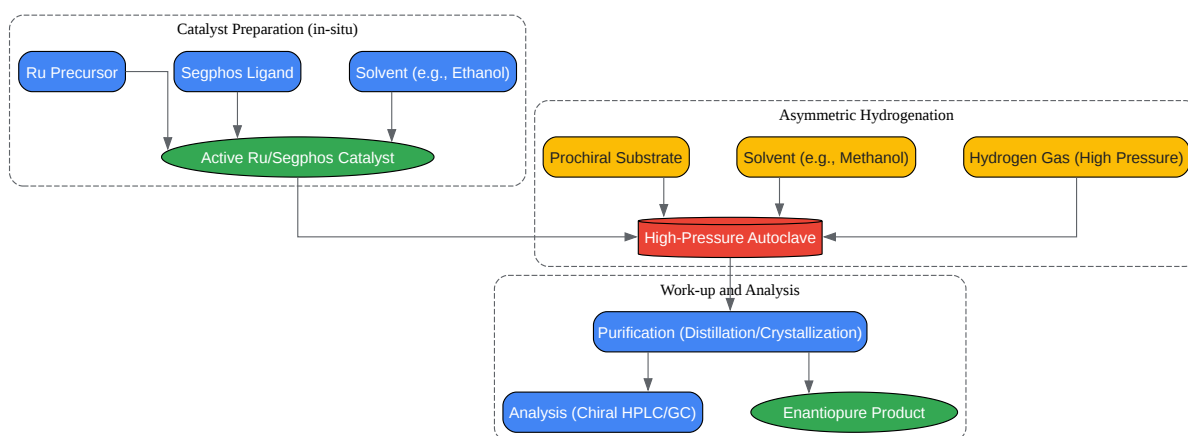 Catalyst Preparation (in-situ)
Ru Precursor
Segphos Ligand
Solvent (e.g., Ethanol)
Active Ru/Segphos Catalyst
Asymmetric Hydrogenation
Prochiral Substrate
Solvent (e.g., Methanol)
Hydrogen Gas (High Pressure)
High-Pressure Autoclave
Work-up and Analysis
Purification (Distillation/Crystallization)
Analysis (Chiral HPLC/GC)
Enantiopure Product